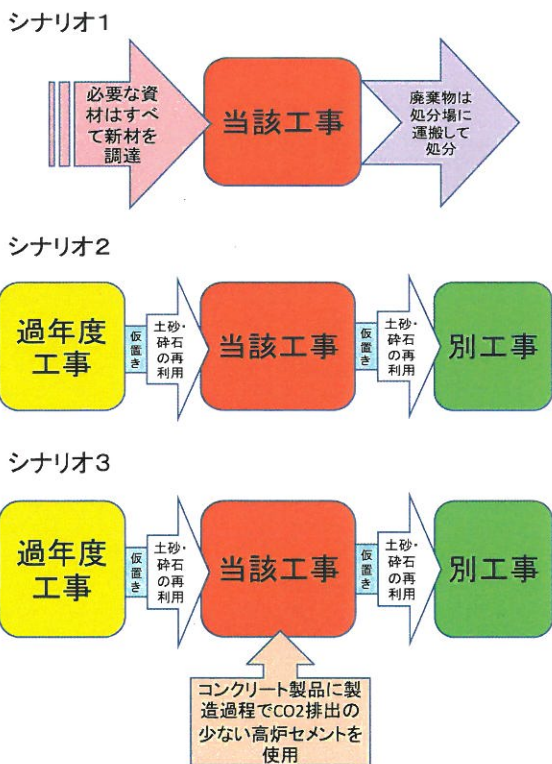 シナリオ1
必要な資
材はすべ
て新材を
調達
当該工事
廃棄物は
処分場に
運搬して
処分
シナリオ2
過年度
工事
仮置き
土砂・
砕石
の再
利用
当該工事
仮置き
土砂・
砕石
の再
利用
別工事
シナリオ3
過年度
工事
仮置き
土砂・
砕石
の再
利用
当該工事
仮置き
土砂・
砕石
の再
利用
別工事
コンクリート製品に製
造過程でCO2排出の
少ない高炉セメントを
使用